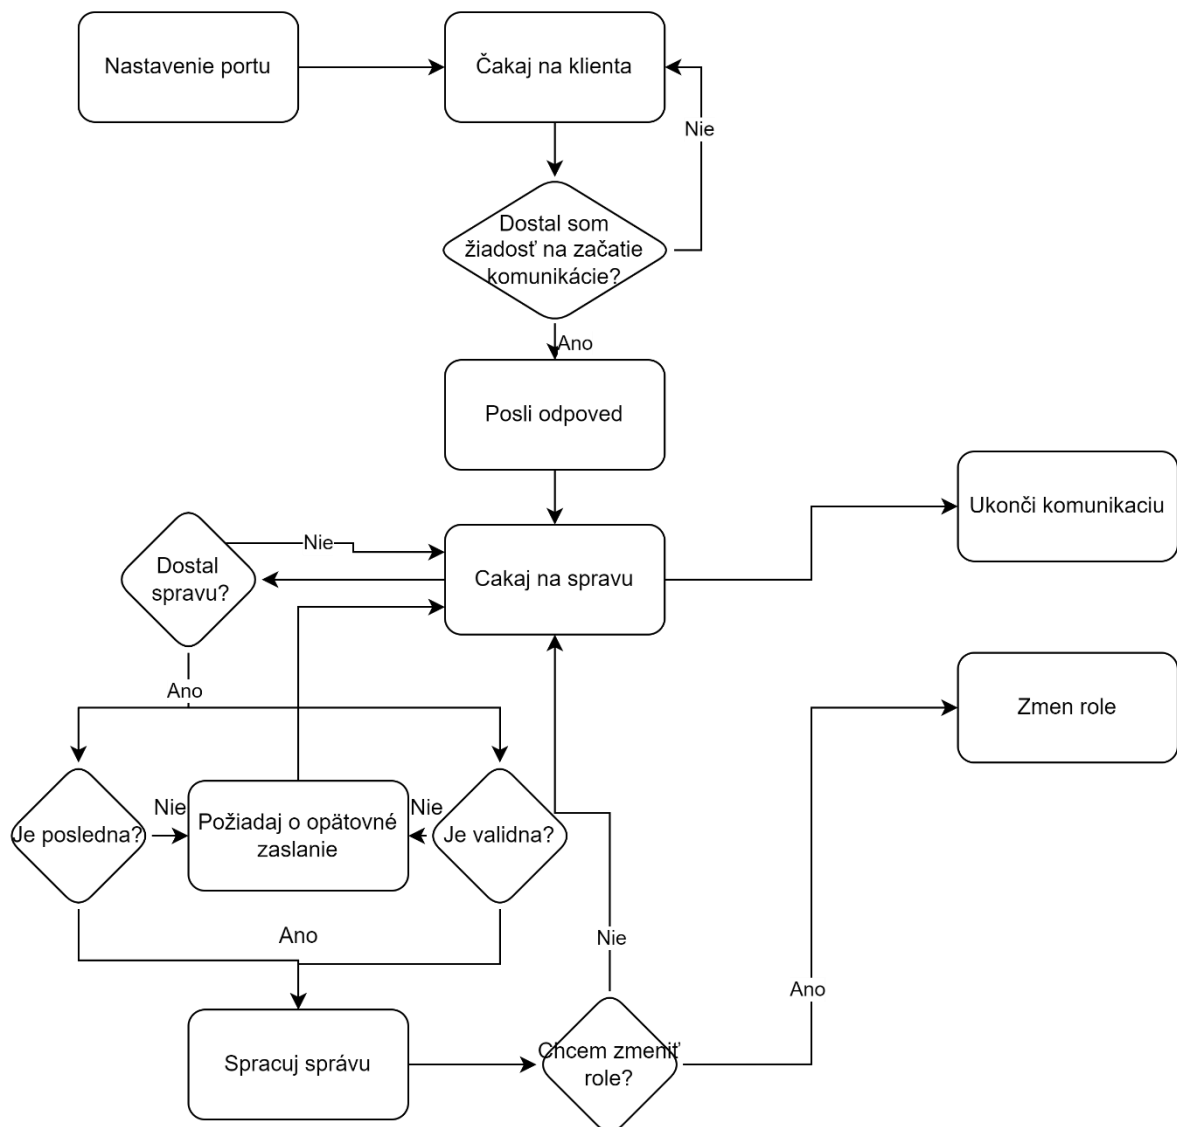 Nastavenie portu
Čakaj na klienta
Nie
Dostal som
žiadosť na začatie
komunikácie?
Ano
Posli odpoved
Ukonči komunikaciu
Nie
Dostal
spravu?
Cakaj na spravu
Ano
Zmen role
Je posledna?
Nie
Požiadaj o opätovné
zaslanie
Nie
Je validna?
Ano
Nie
Ano
Spracuj správu
Chcem zmeniť
role?